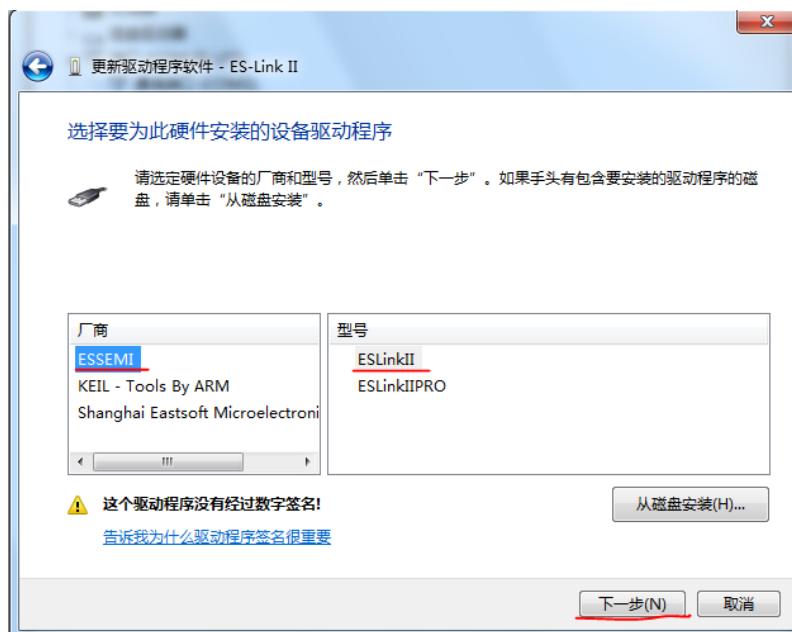 更新驱动程序软件 - ES-Link II
选择要为此硬件安装的设备驱动程序
请选定硬件设备的厂商和型号，然后单击“下一步”。如果手头有包含要安装的驱动程序的磁
盘，请单击“从磁盘安装”。
厂商
型号
ESSEMI
ESLinkII
KEIL - Tools By ARM
ESLinkIIPRO
Shanghai Eastsoft Microelectroni
这个驱动程序没有经过数字签名!
从磁盘安装(H)...
告诉我为什么驱动程序签名很重要
下一步(N)
取消